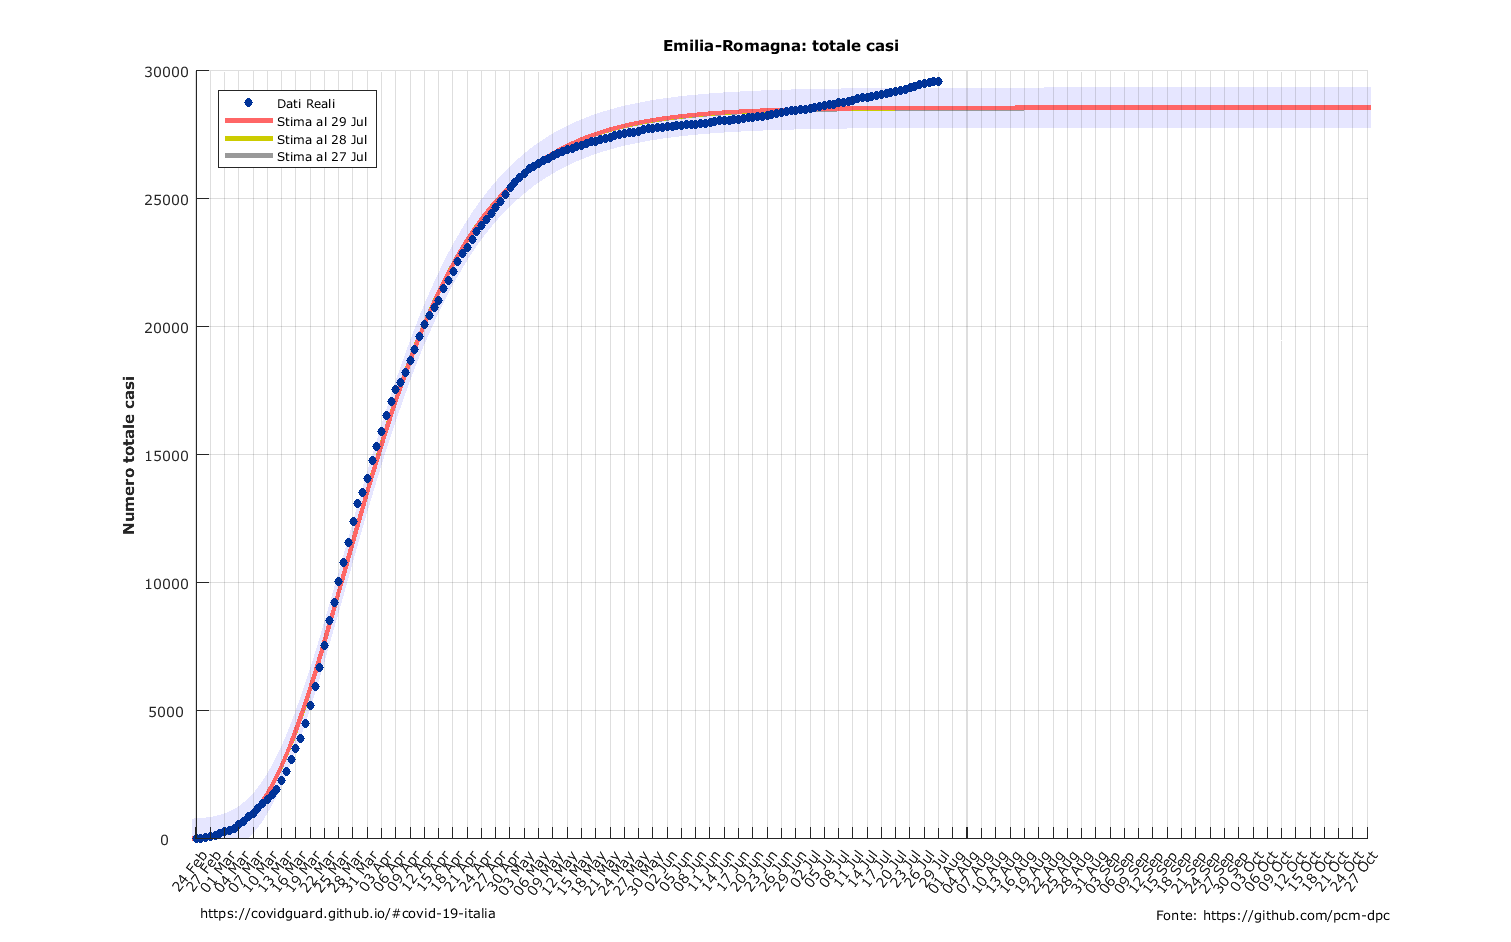 Emilia-Romagna: totale casi
30000
25000
20000
15000
10000
5000
0
Numero totale casi
Dati Reali
Stima al 29 Jul
Stima al 28 Jul
Stima al 27 Jul
24 Feb
27 Feb
01 Mar
04 Mar
07 Mar
10 Mar
13 Mar
16 Mar
19 Mar
22 Mar
25 Mar
28 Mar
31 Mar
03 Apr
06 Apr
09 Apr
12 Apr
15 Apr
18 Apr
21 Apr
24 Apr
27 Apr
30 Apr
03 May
06 May
09 May
12 May
15 May
18 May
21 May
24 May
27 May
30 May
02 Jun
05 Jun
08 Jun
11 Jun
14 Jun
17 Jun
20 Jun
23 Jun
26 Jun
29 Jun
02 Jul
05 Jul
08 Jul
11 Jul
14 Jul
17 Jul
20 Jul
23 Jul
26 Jul
29 Jul
01 Aug
04 Aug
07 Aug
10 Aug
13 Aug
16 Aug
19 Aug
22 Aug
25 Aug
28 Aug
31 Aug
03 Sep
06 Sep
09 Sep
12 Sep
15 Sep
18 Sep
21 Sep
24 Sep
27 Sep
30 Sep
03 Oct
06 Oct
09 Oct
12 Oct
15 Oct
18 Oct
21 Oct
24 Oct
27 Oct
https://covidguard.github.io/#covid-19-italia
Fonte: https://github.com/pcm-dpc